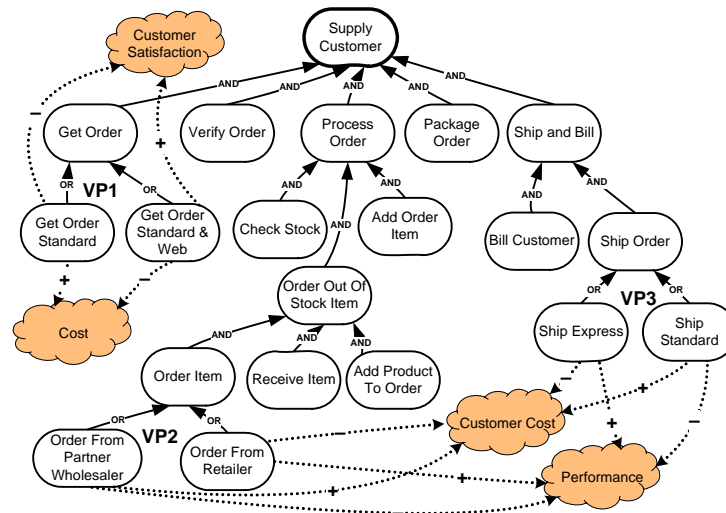 Customer
Satisfaction
Supply
Customer
AND
AND
AND
AND
AND
Get Order
Verify Order
Process
Order
Package
Order
Ship and Bill
–
+
OR
VP1
OR
AND
AND
AND
AND
AND
Get Order
Standard
Get Order
Standard &
Web
Check Stock
Add Order
Item
Bill Customer
Ship Order
+
–
Cost
Order Out Of
Stock Item
OR
VP3
OR
AND
AND
AND
Ship Express
Ship
Standard
Order Item
Receive Item
Add Product
To Order
–
+
+
–
OR
VP2
OR
Order From
Partner
Wholesaler
Order From
Retailer
–
Customer Cost
+
+
–
Performance